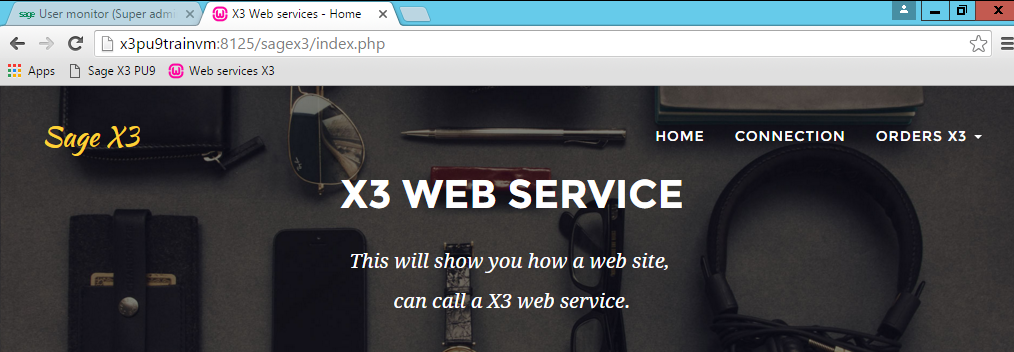 sage User monitor (Super adm
X3 Web services - Home
x3pu9trainvm:8125/sagex3/index.php
Apps Sage X3 PU9 Web services X3
Sage X3 HOME CONNECTION ORDERS X3
X3 WEB SERVICE
This will show you how a web site,
can call a X3 web service.